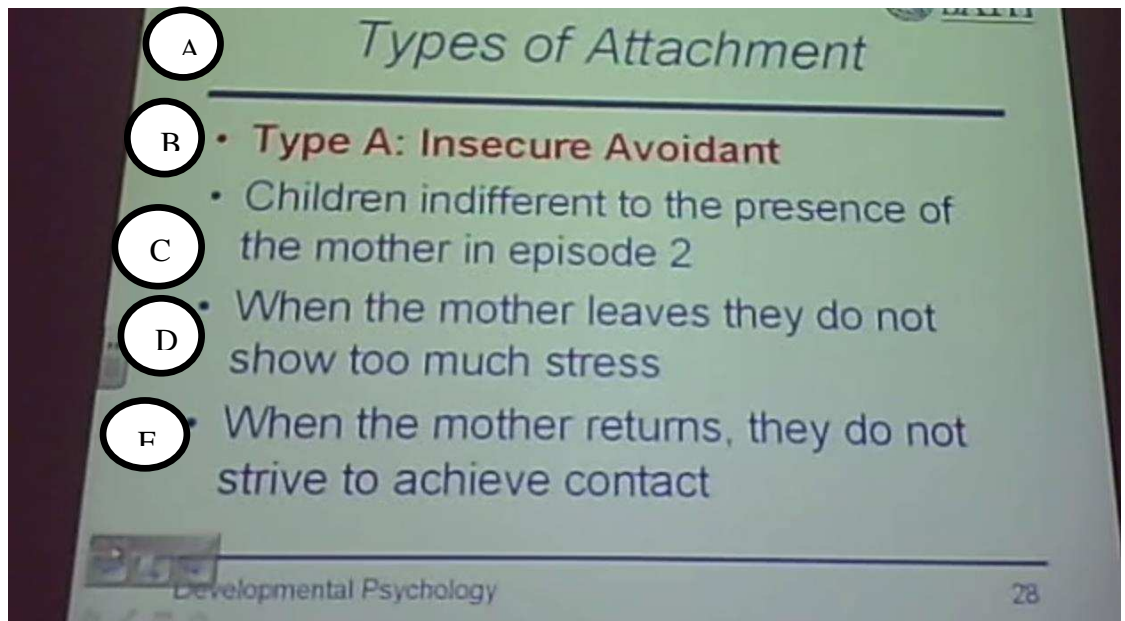 A
Types of Attachment
B
• Type A: Insecure Avoidant
• Children indifferent to the presence of
C
the mother in episode 2
• When the mother leaves they do not
D
show too much stress
• When the mother returns, they do not
E
strive to achieve contact
Developmental Psychology
28